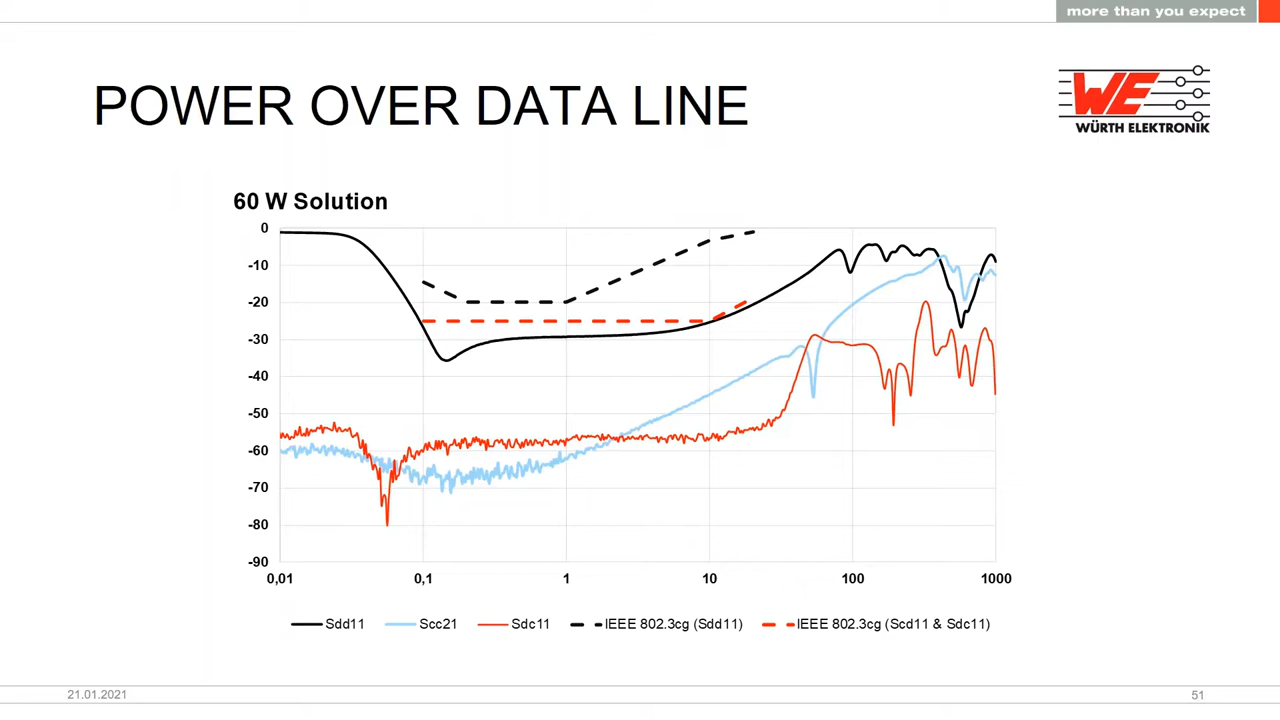 more than you expect
POWER OVER DATA LINE
WE
WÜRTH ELEKTRONIK
60 W Solution
0
-10
-20
-30
-40
-50
-60
-70
-80
-90
0,01 0,1 1 10 100 1000
Sdd11 Scc21 Sdc11 IEEE 802.3cg (Sdd11) IEEE 802.3cg (Scd11 & Sdc11)
21.01.2021 51